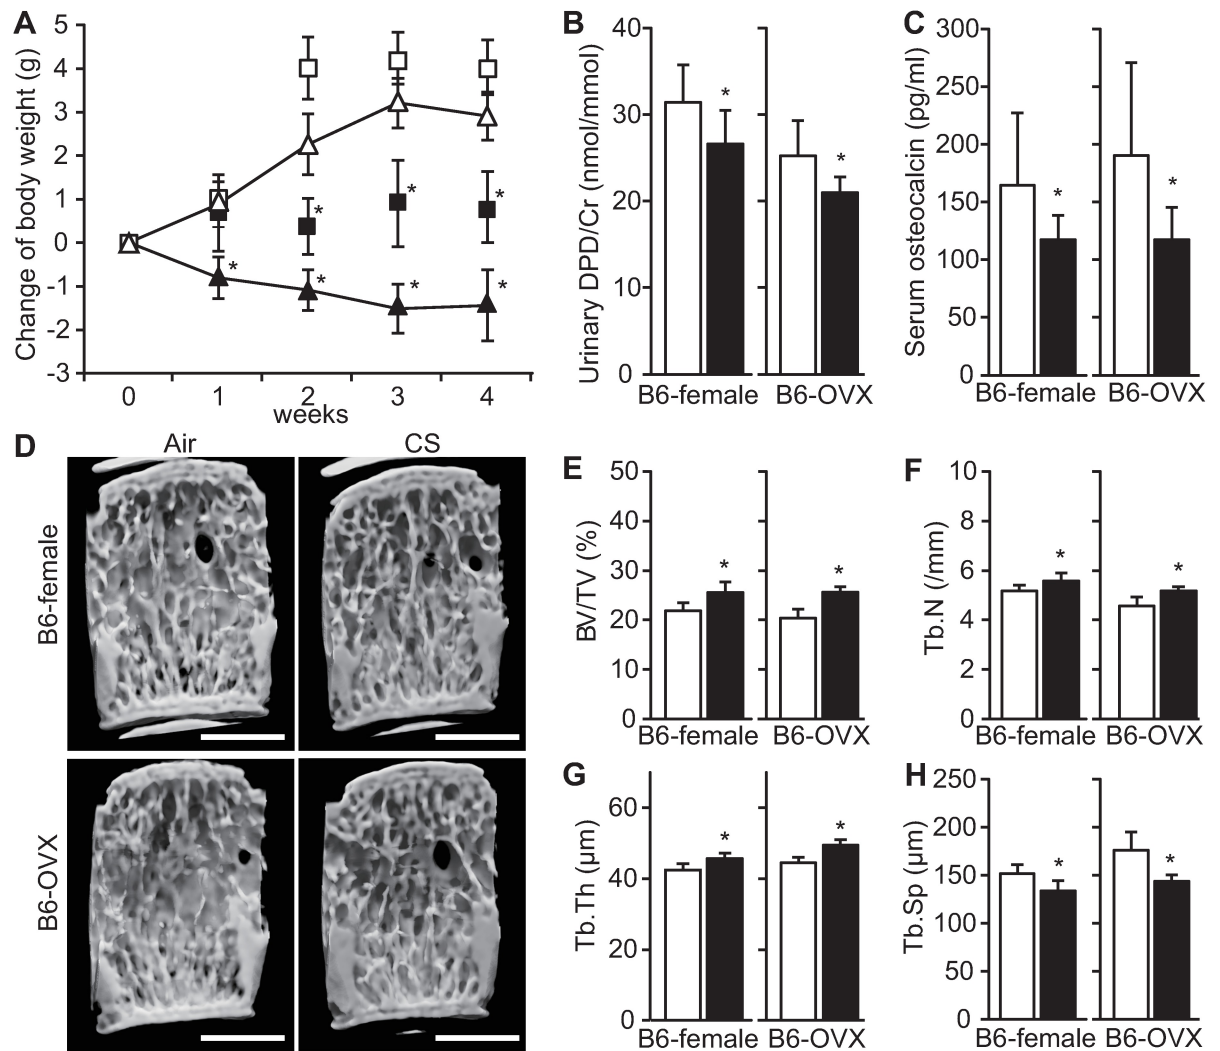 A
Change of body weight (g)
5
4
3
2
1
0
-1
-2
-3
* * * *
* * * *
0 1 2 3 4
weeks
B
Urinary DPD/Cr (nmol/mmol)
40
30
20
10
0
* *
B6-female B6-OVX
C
Serum osteocalcin (pg/ml)
300
250
200
150
100
50
0
* *
B6-female B6-OVX
D
Air CS
B6-female
B6-OVX
E
BV/TV (%)
50
40
30
20
10
0
* *
B6-female B6-OVX
F
Tb.N (/mm)
10
8
6
4
2
0
* *
B6-female B6-OVX
G
Tb.Th (µm)
60
40
20
0
* *
B6-female B6-OVX
H
Tb.Sp (µm)
250
200
150
100
50
0
* *
B6-female B6-OVX